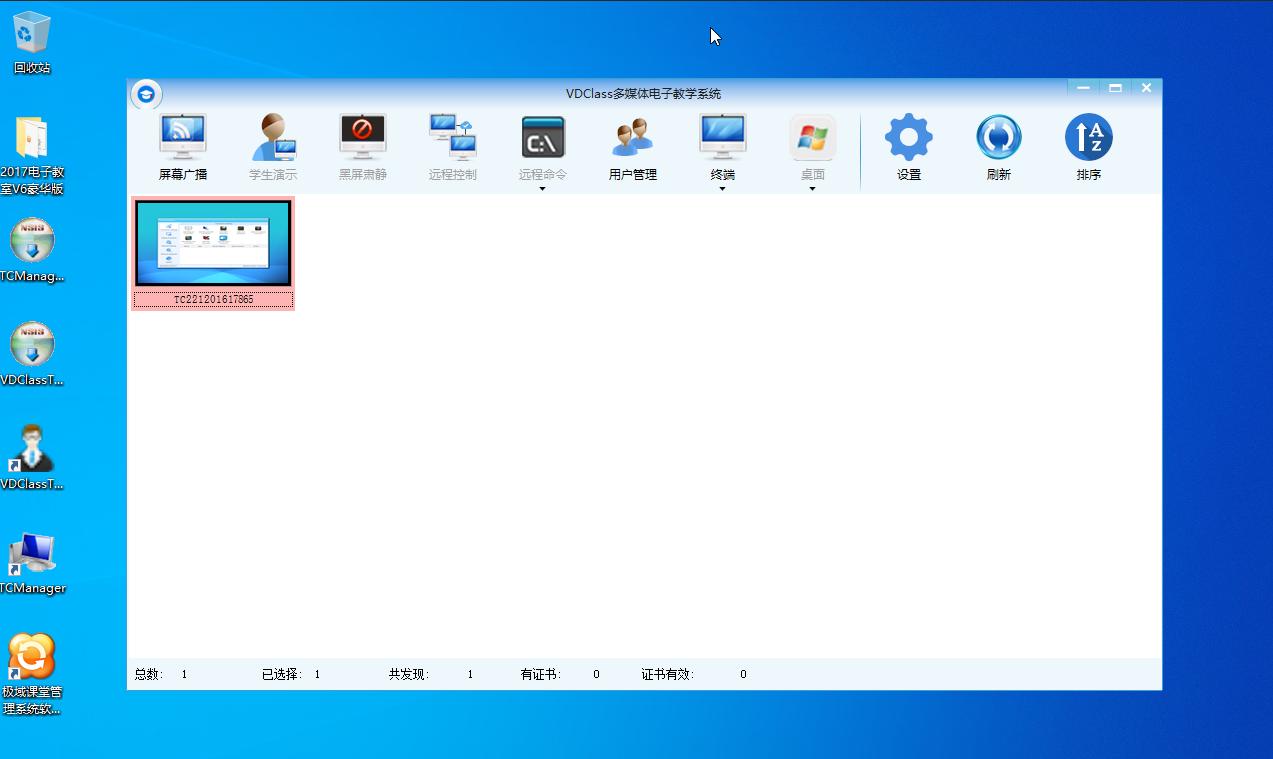 回收站
2017电子教
室V6豪华版
NSIS
TCManag...
NSIS
VDClassT...
VDClassT...
TCManager
极域课堂管
理系统软...
VDClass多媒体电子教学系统
屏幕广播 学生演示 黑屏肃静 远程控制 C:\ 远程命令 用户管理 终端 桌面 设置 刷新 A Z 排序
TC221201617865
总数: 1 已选择: 1 共发现: 1 有证书: 0 证书有效: 0